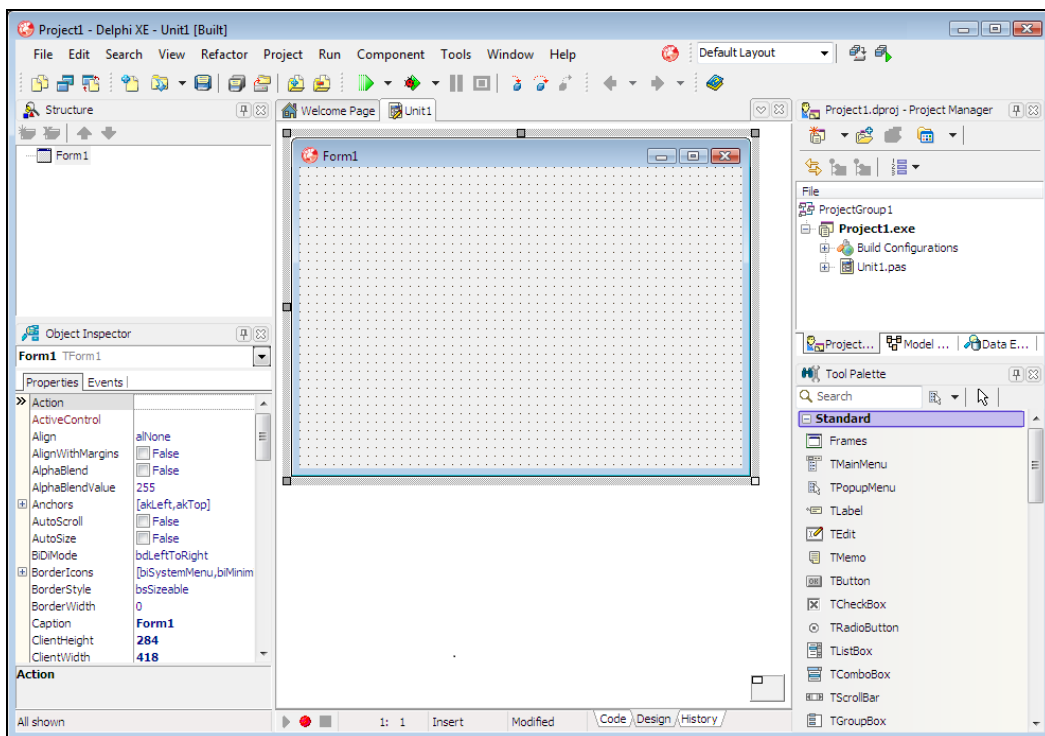 Project1 - Delphi XE - Unit1 [Built]
File Edit Search View Refactor Project Run Component Tools Window Help
Default Layout
Structure
Form1
Welcome Page
Unit1
Form1
Object Inspector
Form1 TForm1
Properties Events
Action
ActiveControl
Align alNone
AlignWithMargins False
AlphaBlend False
AlphaBlendValue 255
Anchors [akLeft,akTop]
AutoScroll False
AutoSize False
BiDiMode bdLeftToRight
BorderIcons [biSystemMenu,biMinim
BorderStyle bsSizeable
BorderWidth 0
Caption Form1
ClientHeight 284
ClientWidth 418
Action
All shown
1: 1 Insert Modified Code Design History
Project1.dproj - Project Manager
File
ProjectGroup1
Project1.exe
Build Configurations
Unit1.pas
Project... Model ... Data E...
Tool Palette
Search
Standard
Frames
TMainMenu
TPopupMenu
TLabel
TEdit
TMemo
OK TButton
TCheckBox
TRadioButton
TListBox
TComboBox
TScrollBar
TGroupBox